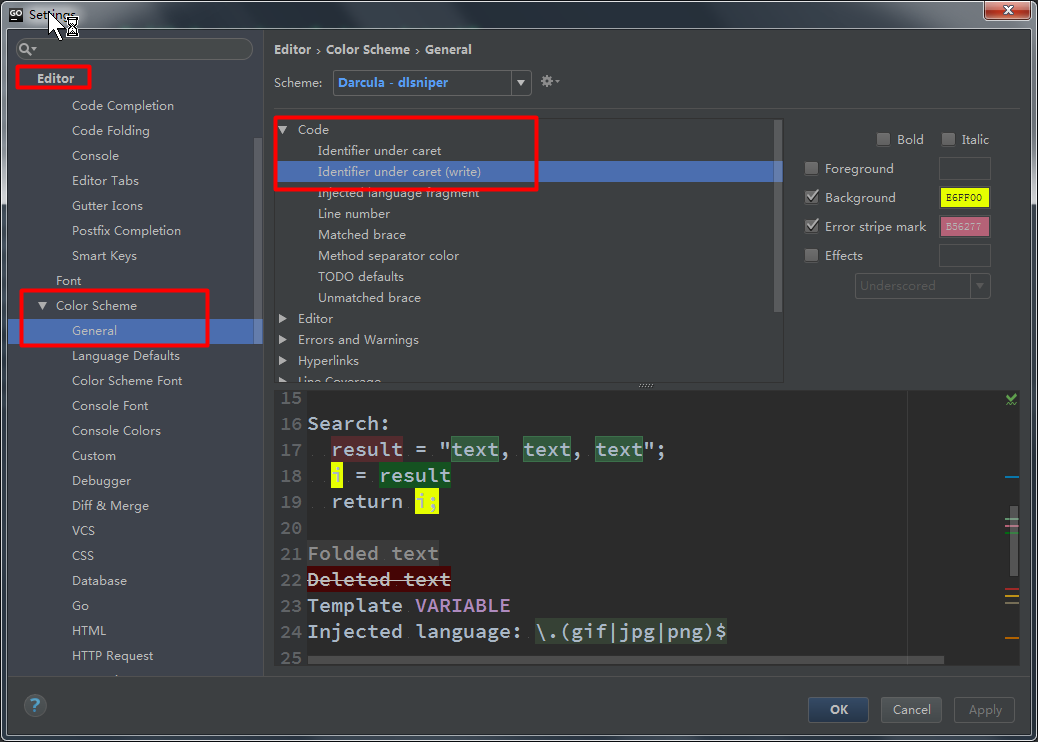 GO Settings
Editor
Code Completion
Code Folding
Console
Editor Tabs
Gutter Icons
Postfix Completion
Smart Keys
Font
Color Scheme
General
Language Defaults
Color Scheme Font
Console Font
Console Colors
Custom
Debugger
Diff & Merge
VCS
CSS
Database
Go
HTML
HTTP Request
Editor › Color Scheme › General
Scheme: Darcula - dlsniper
Code
Identifier under caret
Identifier under caret (write)
Injected language fragment
Line number
Matched brace
Method separator color
TODO defaults
Unmatched brace
Editor
Errors and Warnings
Hyperlinks
Line Coverage
Bold Italic
Foreground
Background E6FF00
Error stripe mark B56277
Effects
Underscored
15
16 Search:
17 result = "text, text, text";
18 i = result
19 return i;
20
21 Folded text
22 Deleted text
23 Template VARIABLE
24 Injected language: \.(gif|jpg|png)$
25
? OK Cancel Apply